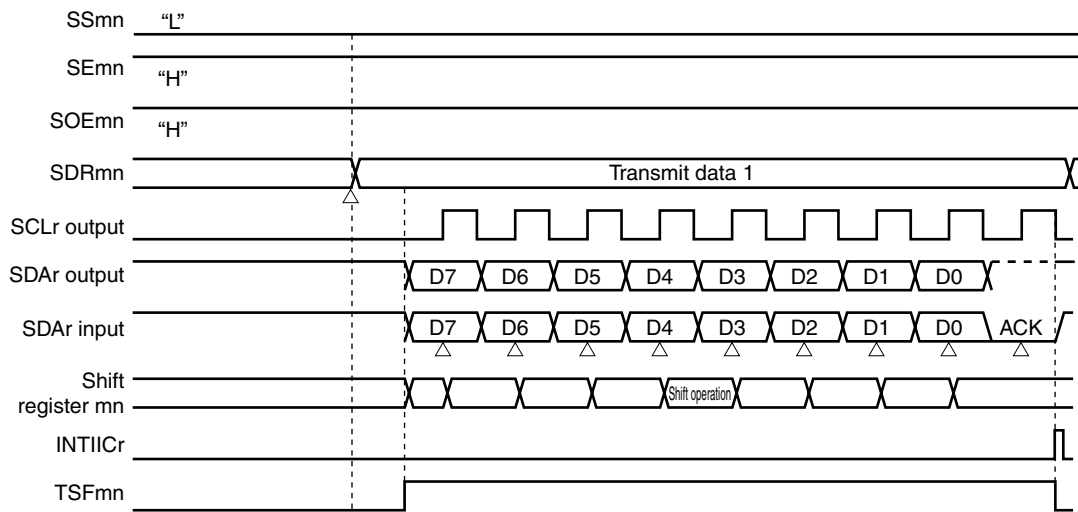 SSmn “L”
SEmn “H”
SOEmn “H”
SDRmn Transmit data 1
SCLr output
SDAr output D7 D6 D5 D4 D3 D2 D1 D0
SDAr input D7 D6 D5 D4 D3 D2 D1 D0 ACK
Shift
register mn Shift operation
INTIICr
TSFmn